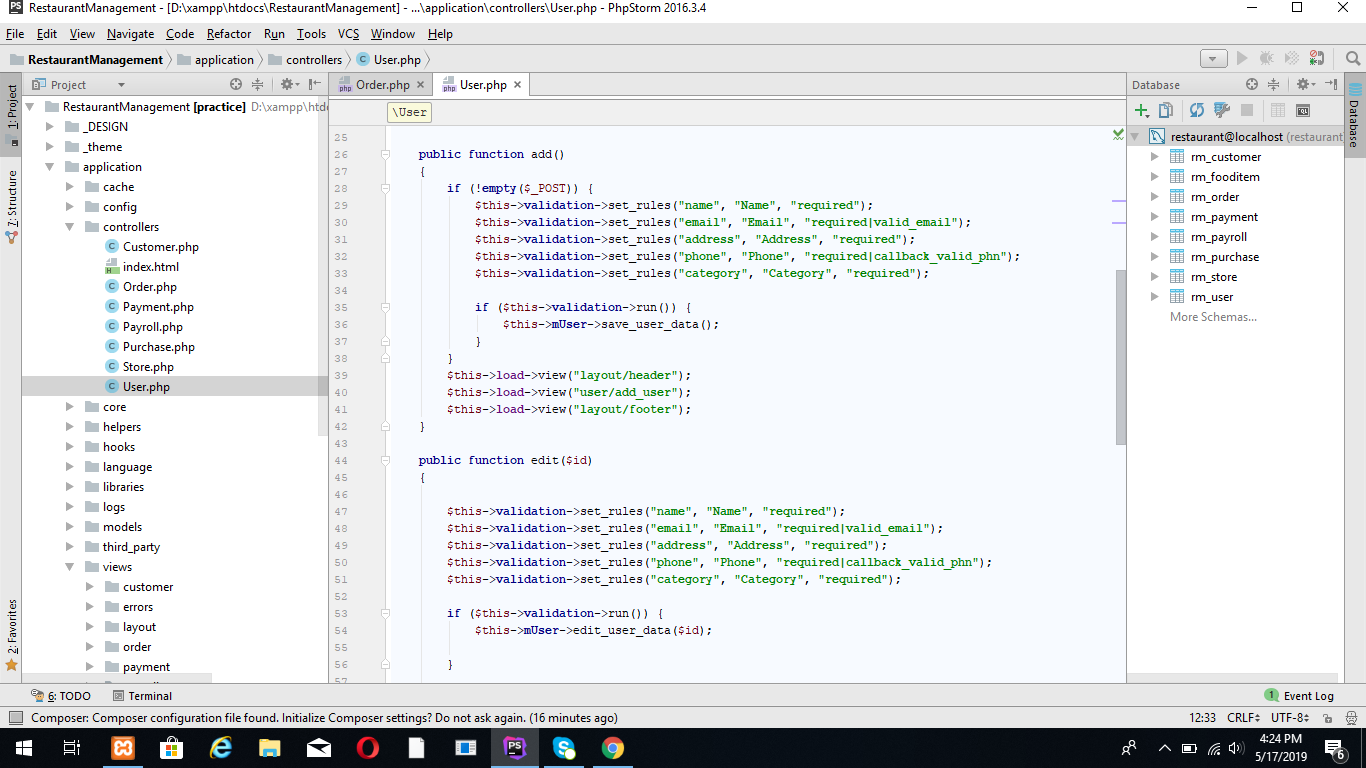 RestaurantManagement - [D:\xampp\htdocs\RestaurantManagement] - ...\application\controllers\User.php - PhpStorm 2016.3.4
File Edit View Navigate Code Refactor Run Tools VCS Window Help
RestaurantManagement application controllers User.php
Project
Order.php User.php
Database
1: Project
7: Structure
2: Favorites
RestaurantManagement [practice] D:\xampp\htdo
_DESIGN
_theme
application
cache
config
controllers
Customer.php
index.html
Order.php
Payment.php
Payroll.php
Purchase.php
Store.php
User.php
core
helpers
hooks
language
libraries
logs
models
third_party
views
customer
errors
layout
order
payment
\User
25
26 public function add()
27 {
28 if (!empty($_POST)) {
29 $this->validation->set_rules("name", "Name", "required");
30 $this->validation->set_rules("email", "Email", "required|valid_email");
31 $this->validation->set_rules("address", "Address", "required");
32 $this->validation->set_rules("phone", "Phone", "required|callback_valid_phn");
33 $this->validation->set_rules("category", "Category", "required");
34
35 if ($this->validation->run()) {
36 $this->mUser->save_user_data();
37 }
38 }
39 $this->load->view("layout/header");
40 $this->load->view("user/add_user");
41 $this->load->view("layout/footer");
42 }
43
44 public function edit($id)
45 {
46
47 $this->validation->set_rules("name", "Name", "required");
48 $this->validation->set_rules("email", "Email", "required|valid_email");
49 $this->validation->set_rules("address", "Address", "required");
50 $this->validation->set_rules("phone", "Phone", "required|callback_valid_phn");
51 $this->validation->set_rules("category", "Category", "required");
52
53 if ($this->validation->run()) {
54 $this->mUser->edit_user_data($id);
55
56 }
57
restaurant@localhost (restaurant
rm_customer
rm_fooditem
rm_order
rm_payment
rm_payroll
rm_purchase
rm_store
rm_user
More Schemas...
Database
6: TODO Terminal
1 Event Log
Composer: Composer configuration file found. Initialize Composer settings? Do not ask again. (16 minutes ago)
12:33 CRLF UTF-8
4:24 PM
5/17/2019
6